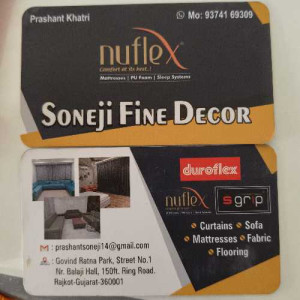 Prashant Khatri
Mo: 9374169309
nuflex
Comfort at its best..!
Mattresses | PU Foam | Sleep Systems
SONEJI FINE DECOR
duroflex
nuflex
sgrip
• Curtains • Sofa
• Mattresses • Fabric
• Flooring
M : prashantsoneji14@gmail.com
: Govind Ratna Park, Street No.1
Nr. Balaji Hall, 150ft. Ring Road.
Rajkot-Gujarat-360001